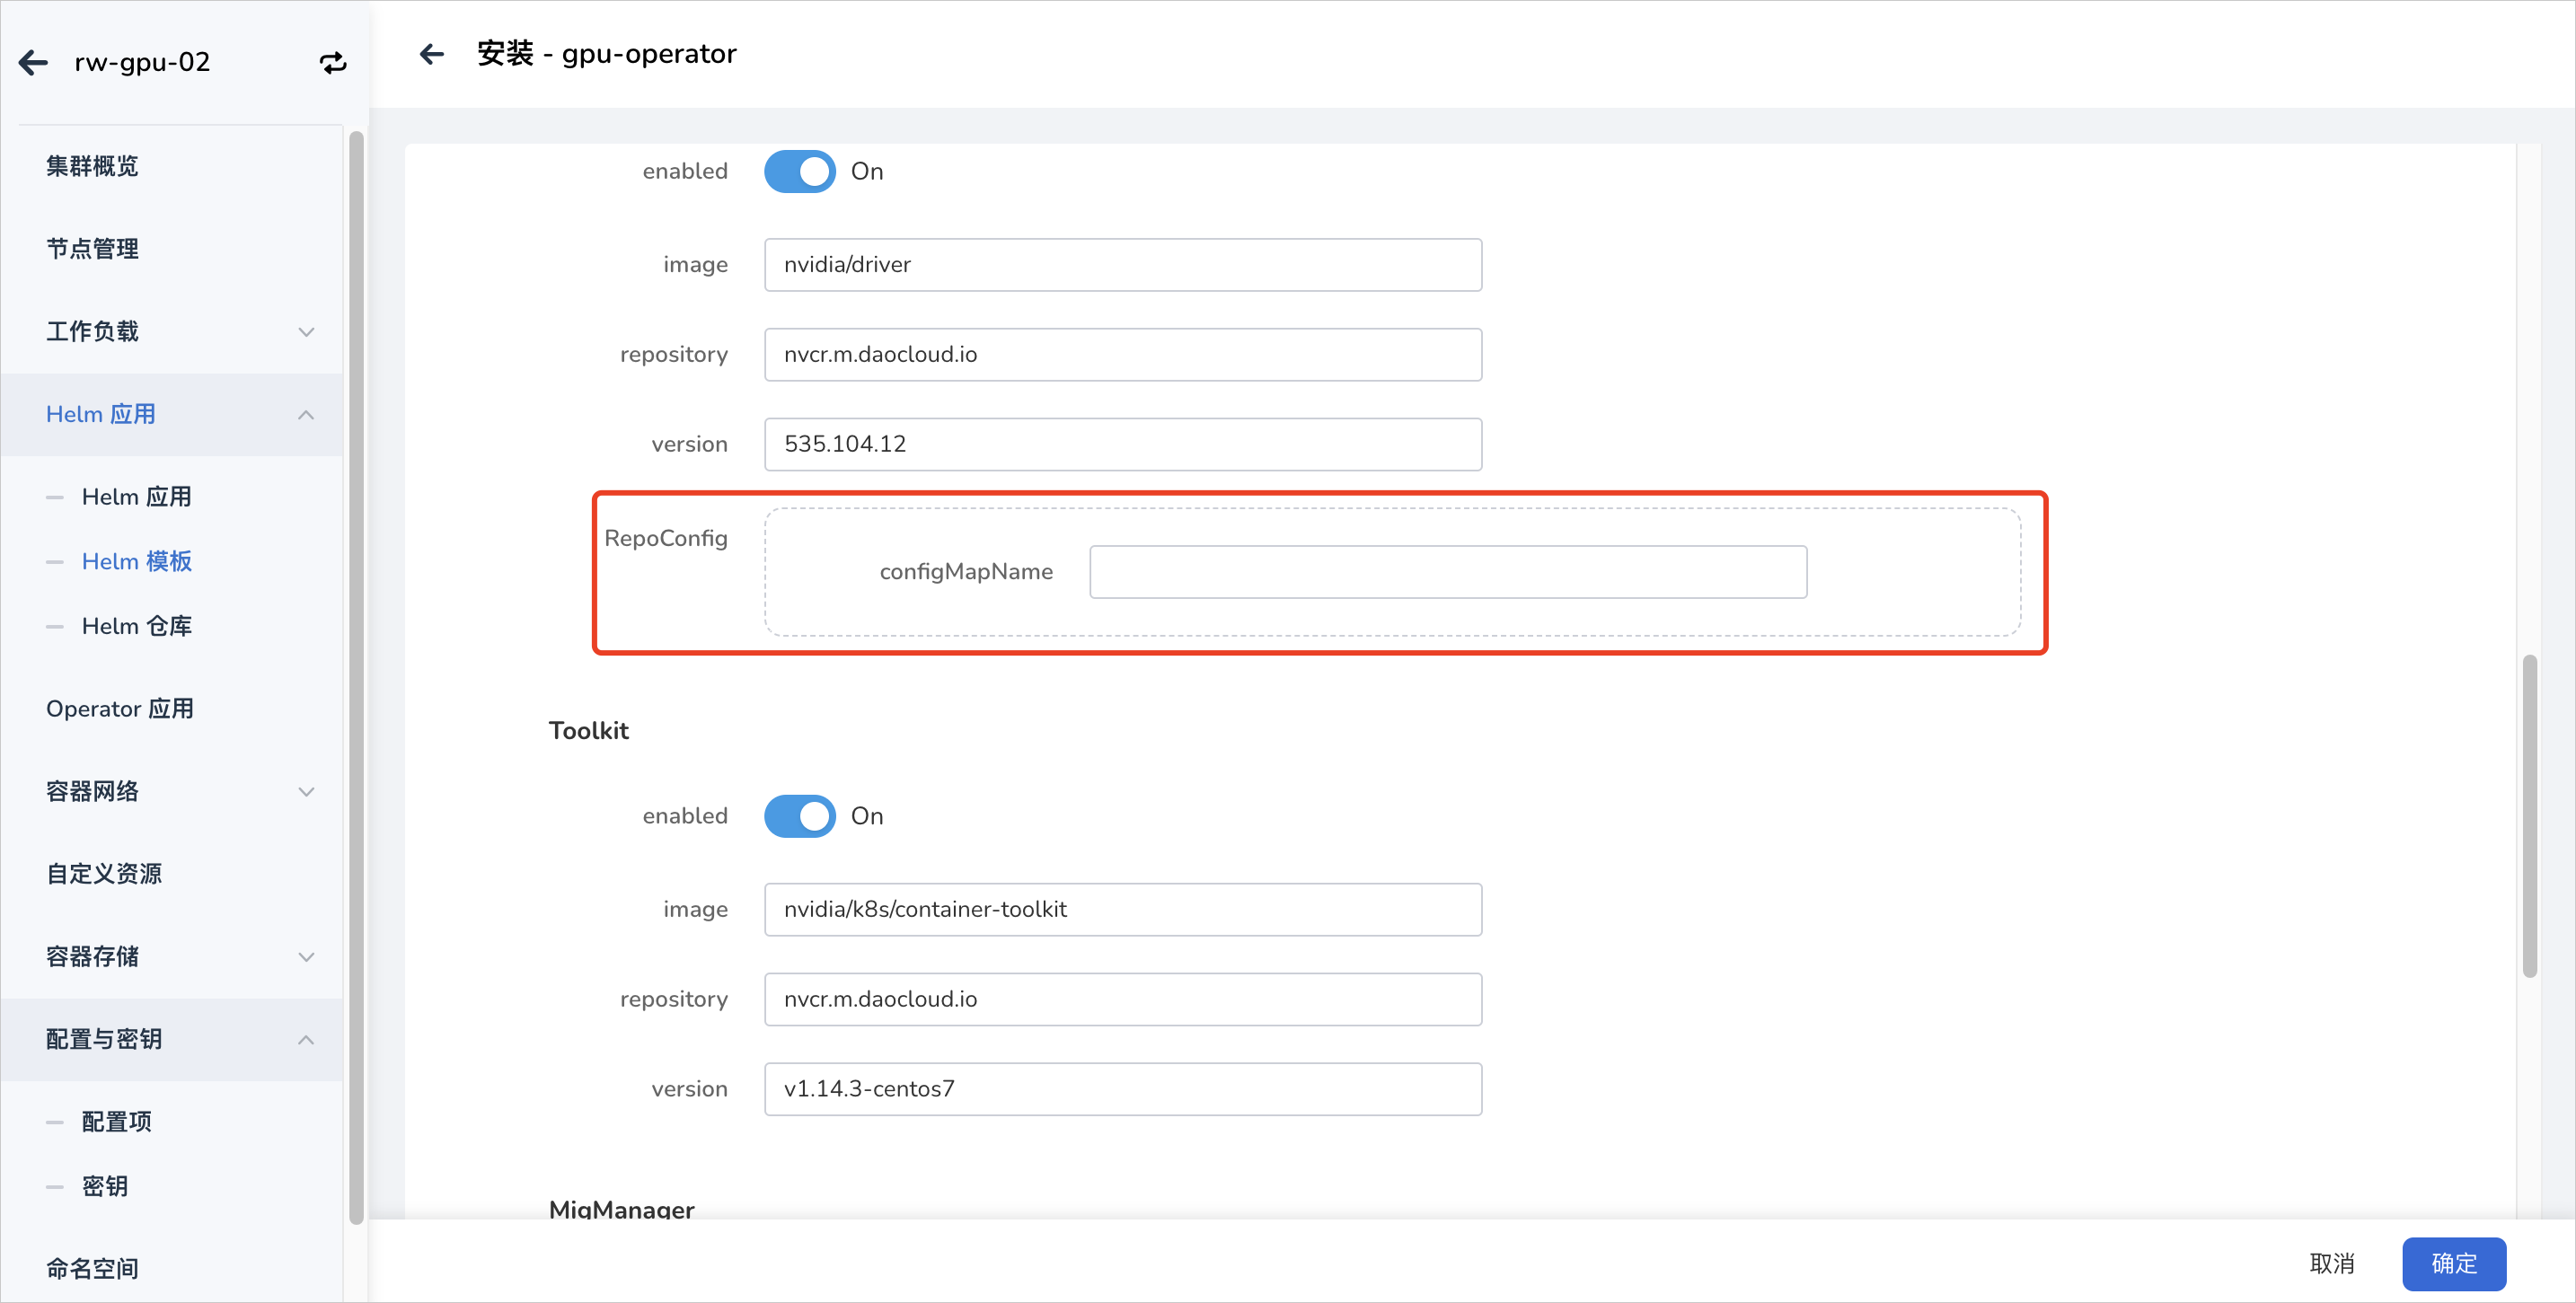 rw-gpu-02
集群概览
节点管理
工作负载
Helm 应用
Helm 应用
Helm 模板
Helm 仓库
Operator 应用
容器网络
自定义资源
容器存储
配置与密钥
配置项
密钥
命名空间
安装 - gpu-operator
enabled On
image nvidia/driver
repository nvcr.m.daocloud.io
version 535.104.12
RepoConfig
configMapName
Toolkit
enabled On
image nvidia/k8s/container-toolkit
repository nvcr.m.daocloud.io
version v1.14.3-centos7
MigManager
取消 确定